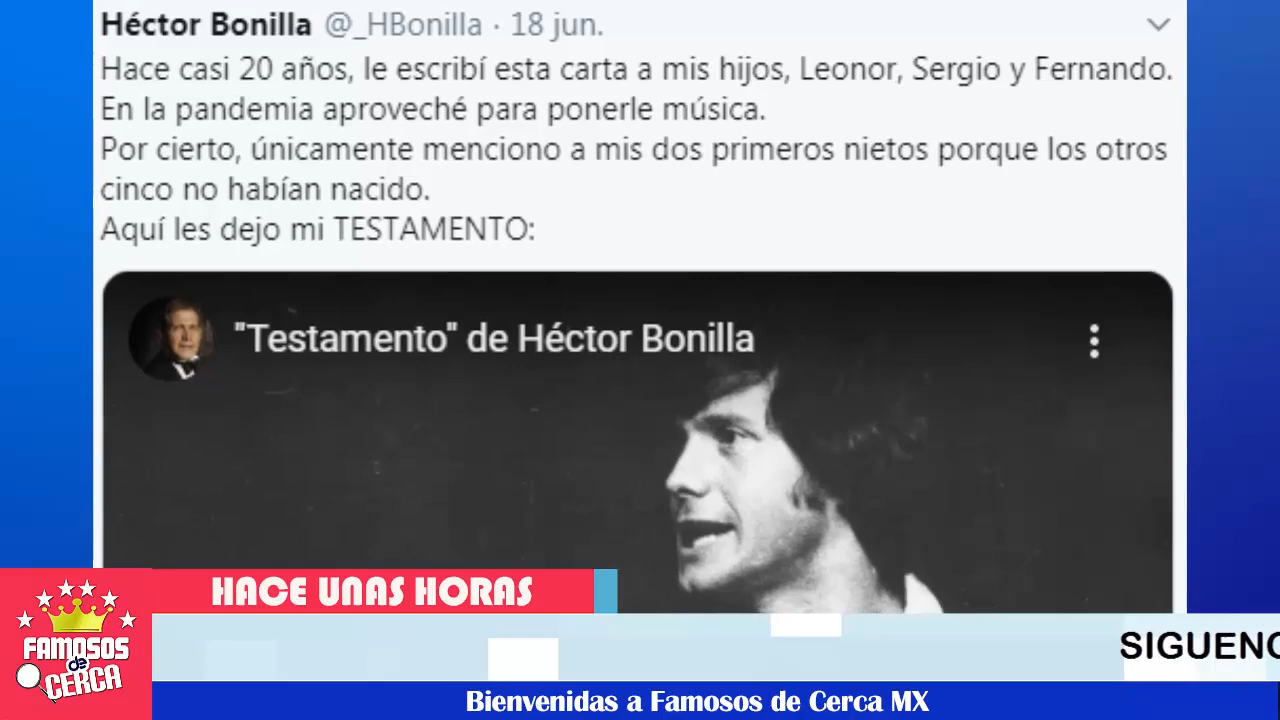 Héctor Bonilla @_HBonilla · 18 jun.
Hace casi 20 años, le escribí esta carta a mis hijos, Leonor, Sergio y Fernando.
En la pandemia aproveché para ponerle música.
Por cierto, únicamente menciono a mis dos primeros nietos porque los otros
cinco no habían nacido.
Aquí les dejo mi TESTAMENTO:
"Testamento" de Héctor Bonilla
HACE UNAS HORAS
FAMOSOS
de
CERCA
SIGUENO
Bienvenidas a Famosos de Cerca MX